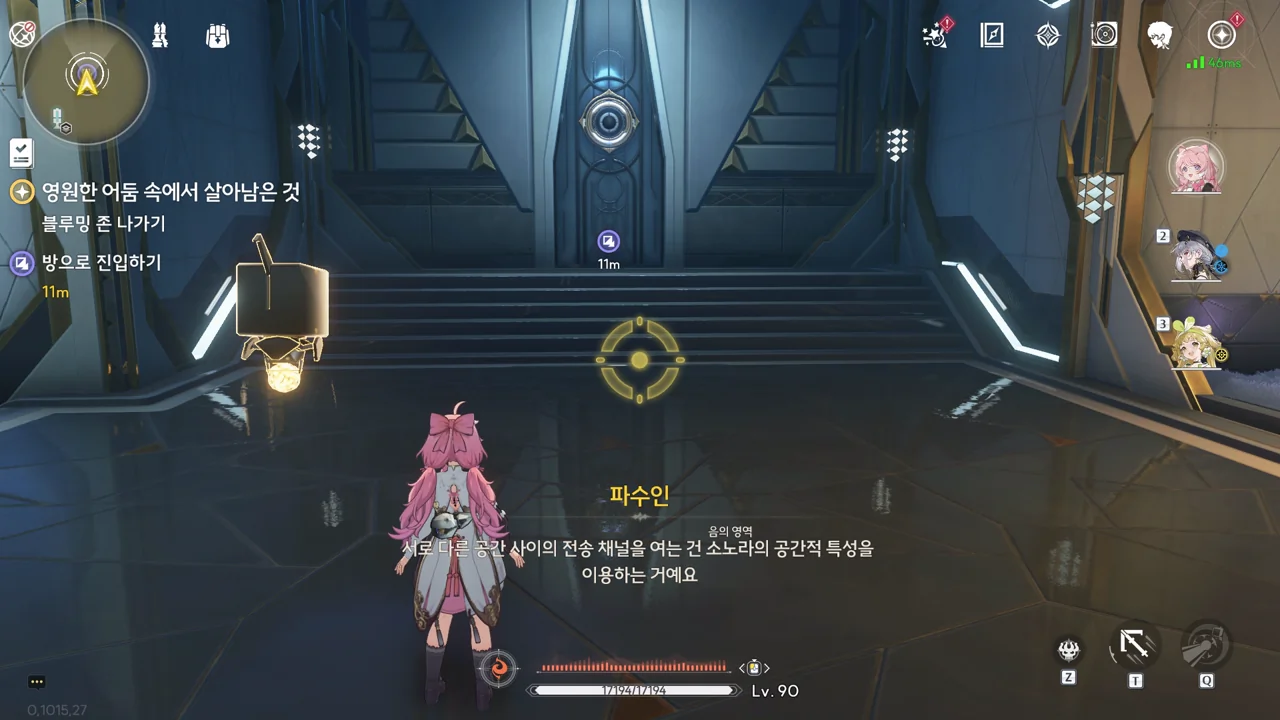 46ms
영원한 어둠 속에서 살아남은 것
블루밍 존 나가기
방으로 진입하기
11m
11m
2
3
파수인
음의 영역
서로 다른 공간 사이의 전송 채널을 여는 건 소노라의 공간적 특성을
이용하는 거예요
17194/17194
Lv. 90
Z
T
Q
0,1015,27